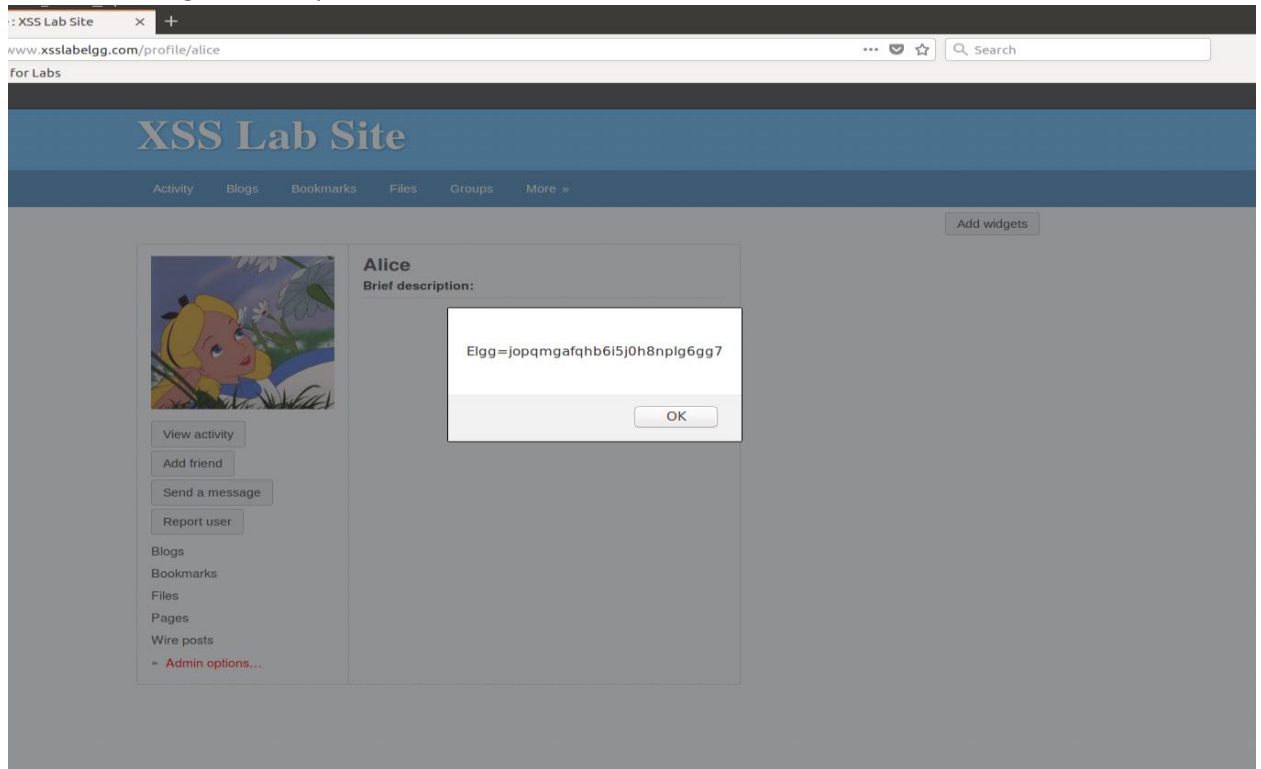 : XSS Lab Site × +
www.xsslabelgg.com/profile/alice
Search
for Labs
XSS Lab Site
Activity Blogs Bookmarks Files Groups More »
Add widgets
Alice
Brief description:
Elgg=jopqmgafqhb6i5j0h8nplg6gg7
OK
View activity
Add friend
Send a message
Report user
Blogs
Bookmarks
Files
Pages
Wire posts
Admin options...